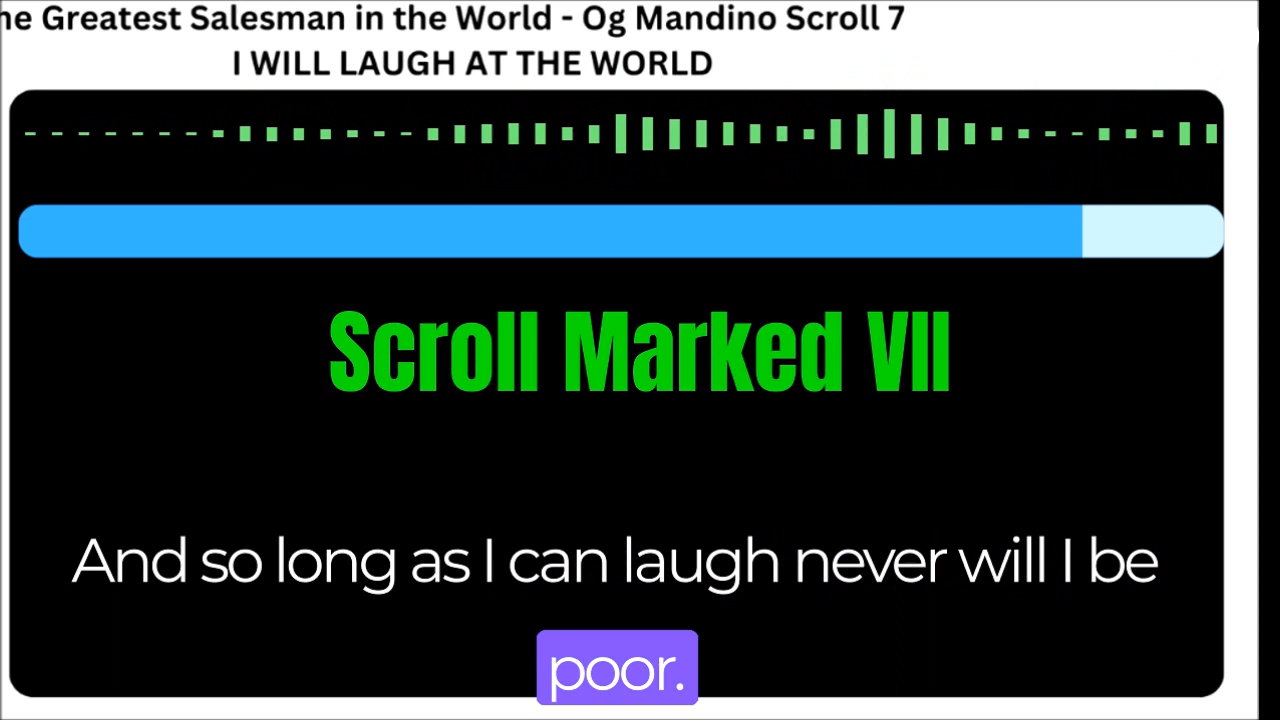 he Greatest Salesman in the World - Og Mandino Scroll 7
I WILL LAUGH AT THE WORLD
Scroll Marked VII
And so long as I can laugh never will I be
poor.